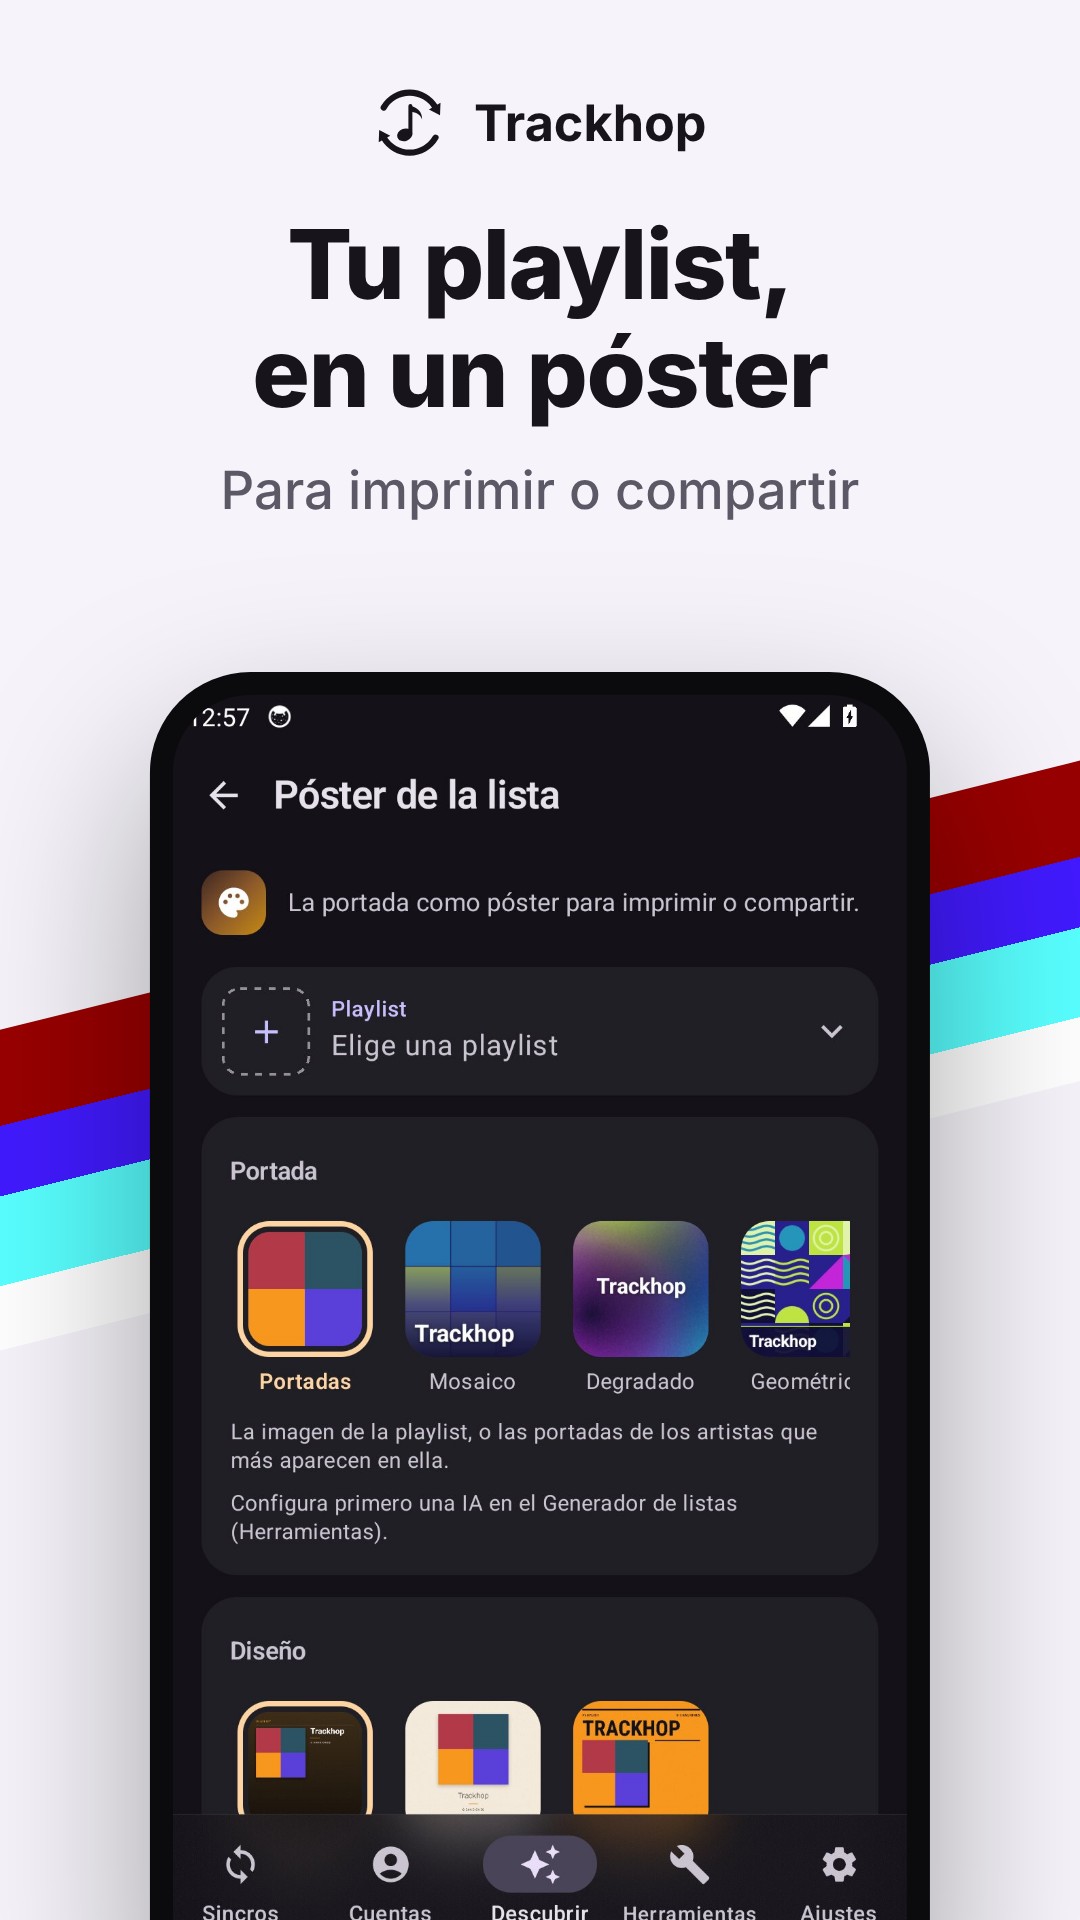 Trackhop
Tu playlist,
en un póster
Para imprimir o compartir
12:57
Póster de la lista
La portada como póster para imprimir o compartir.
Playlist
Elige una playlist
Portada
Trackhop
Trackhop
Trackhop
Portadas
Mosaico
Degradado
Geométric
La imagen de la playlist, o las portadas de los artistas que
más aparecen en ella.
Configura primero una IA en el Generador de listas
(Herramientas).
Diseño
Trackhop
Trackhop
TRACKHOP
Sincros
Cuentas
Descubrir
Herramientas
Ajustes